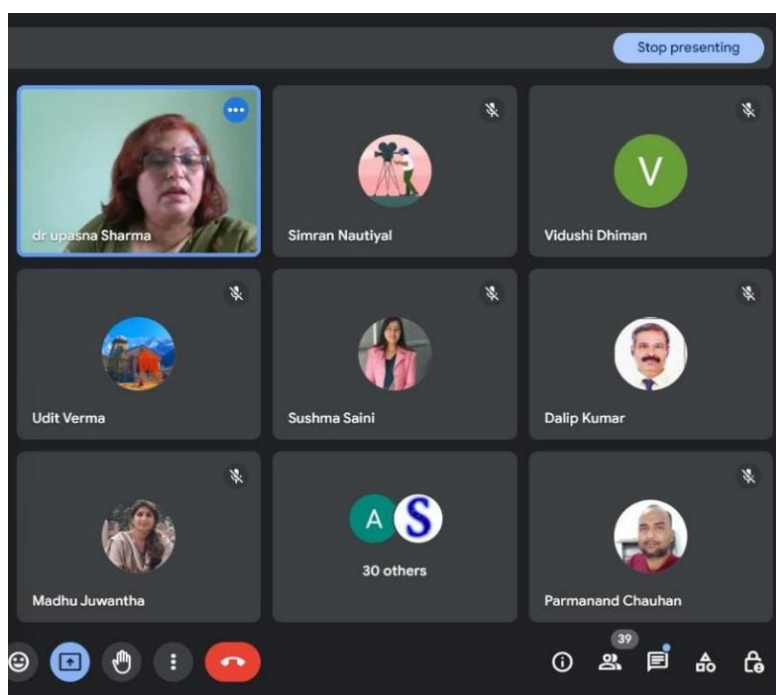 Stop presenting
dr upasna Sharma
Simran Nautiyal
V
Vidushi Dhiman
Udit Verma
Sushma Saini
Dalip Kumar
Madhu Juwantha
A S
30 others
Parmanand Chauhan
39